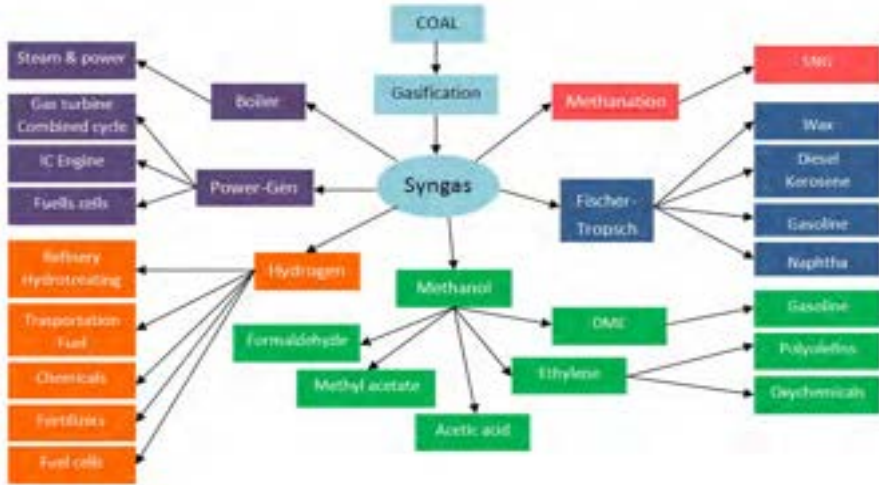 COAL
Steam & power
SNG
Boiler
Gasification
Methanation
Gas turbine
Combined cycle
Wax
IC Engine
Diesel
Kerosene
Power-Gen
Syngas
Fischer-
Tropsch
Fuells cells
Gasoline
Refinery
Hydrotreating
Hydrogen
Naphtha
Methanol
Gasoline
Trasportation
Fuel
DME
Formaldehyde
Polyolefins
Chemicals
Methyl acetate
Ethylene
Oxychemicals
Fertilizers
Acetic acid
Fuel cells